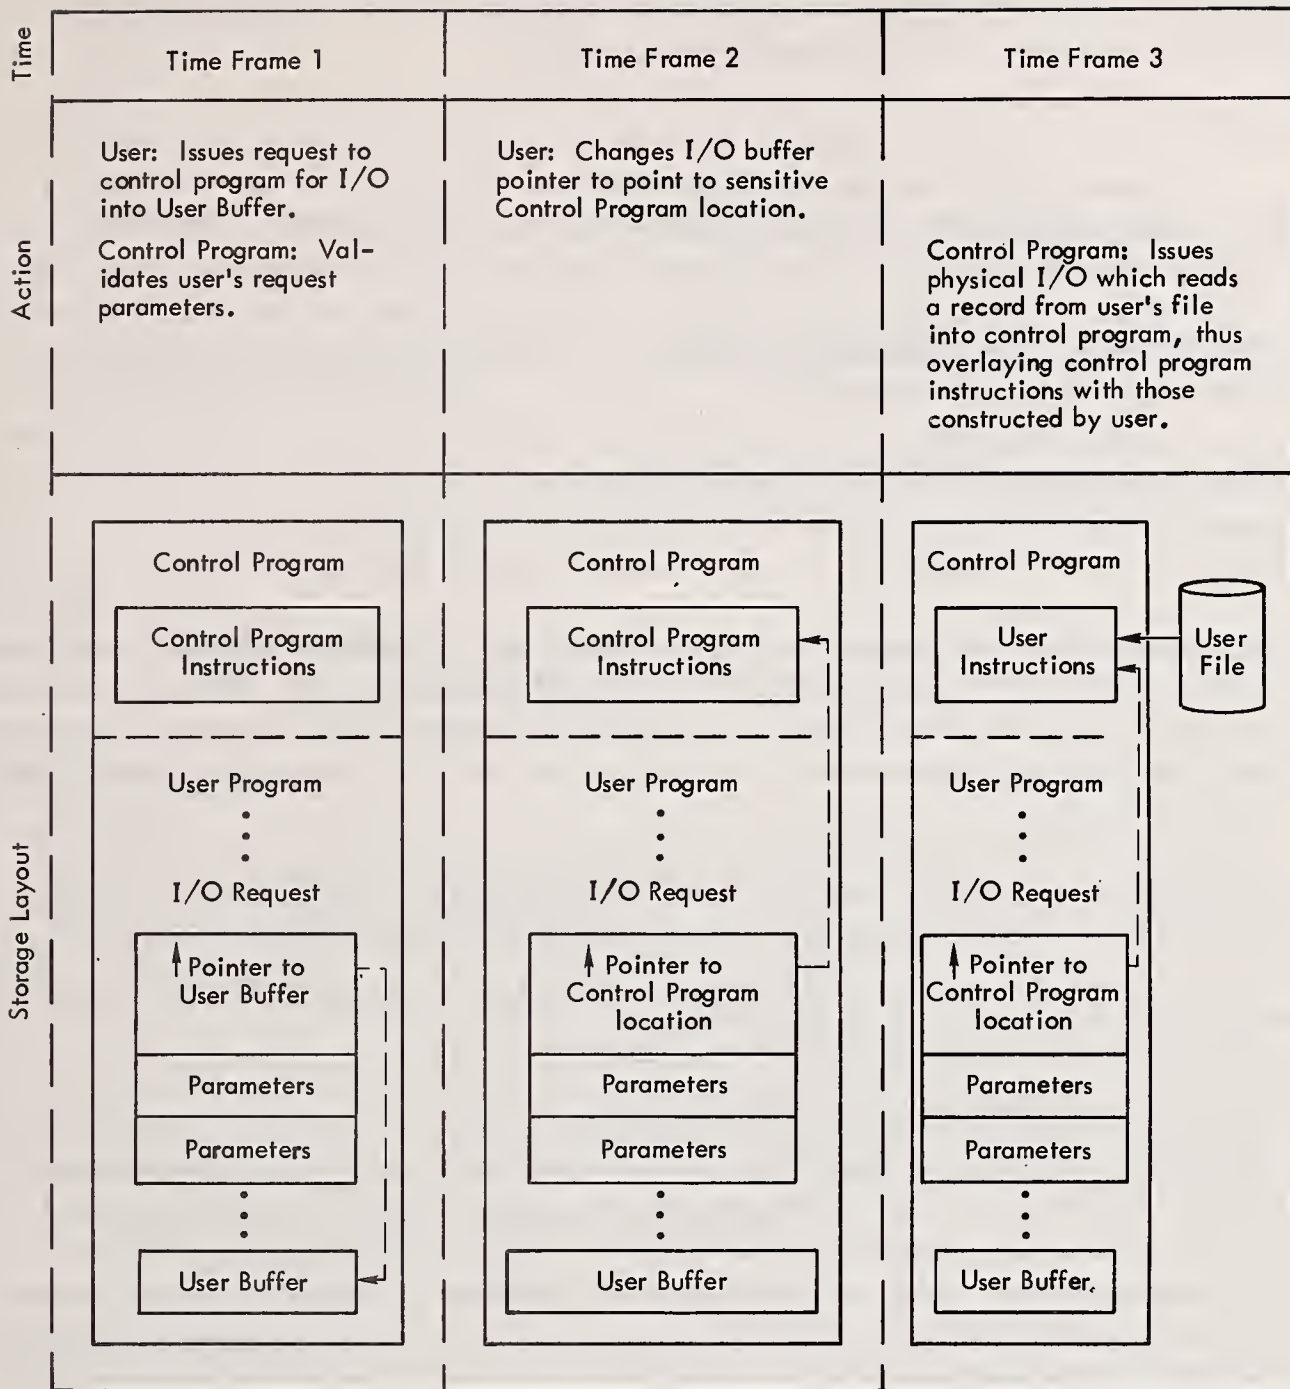 Time
Time Frame 1
Time Frame 2
Time Frame 3
Action
User: Issues request to
control program for I/O
into User Buffer.
Control Program: Val-
idates user's request
parameters.
User: Changes I/O buffer
pointer to point to sensitive
Control Program location.
Control Program: Issues
physical I/O which reads
a record from user's file
into control program, thus
overlaying control program
instructions with those
constructed by user.
Storage Layout
Control Program
Control Program
Instructions
User Program
I/O Request
Pointer to
User Buffer
Parameters
Parameters
User Buffer
Control Program
Control Program
Instructions
User Program
I/O Request
Pointer to
Control Program
location
Parameters
Parameters
User Buffer
Control Program
User
Instructions
User
File
User Program
I/O Request
Pointer to
Control Program
location
Parameters
Parameters
User Buffer